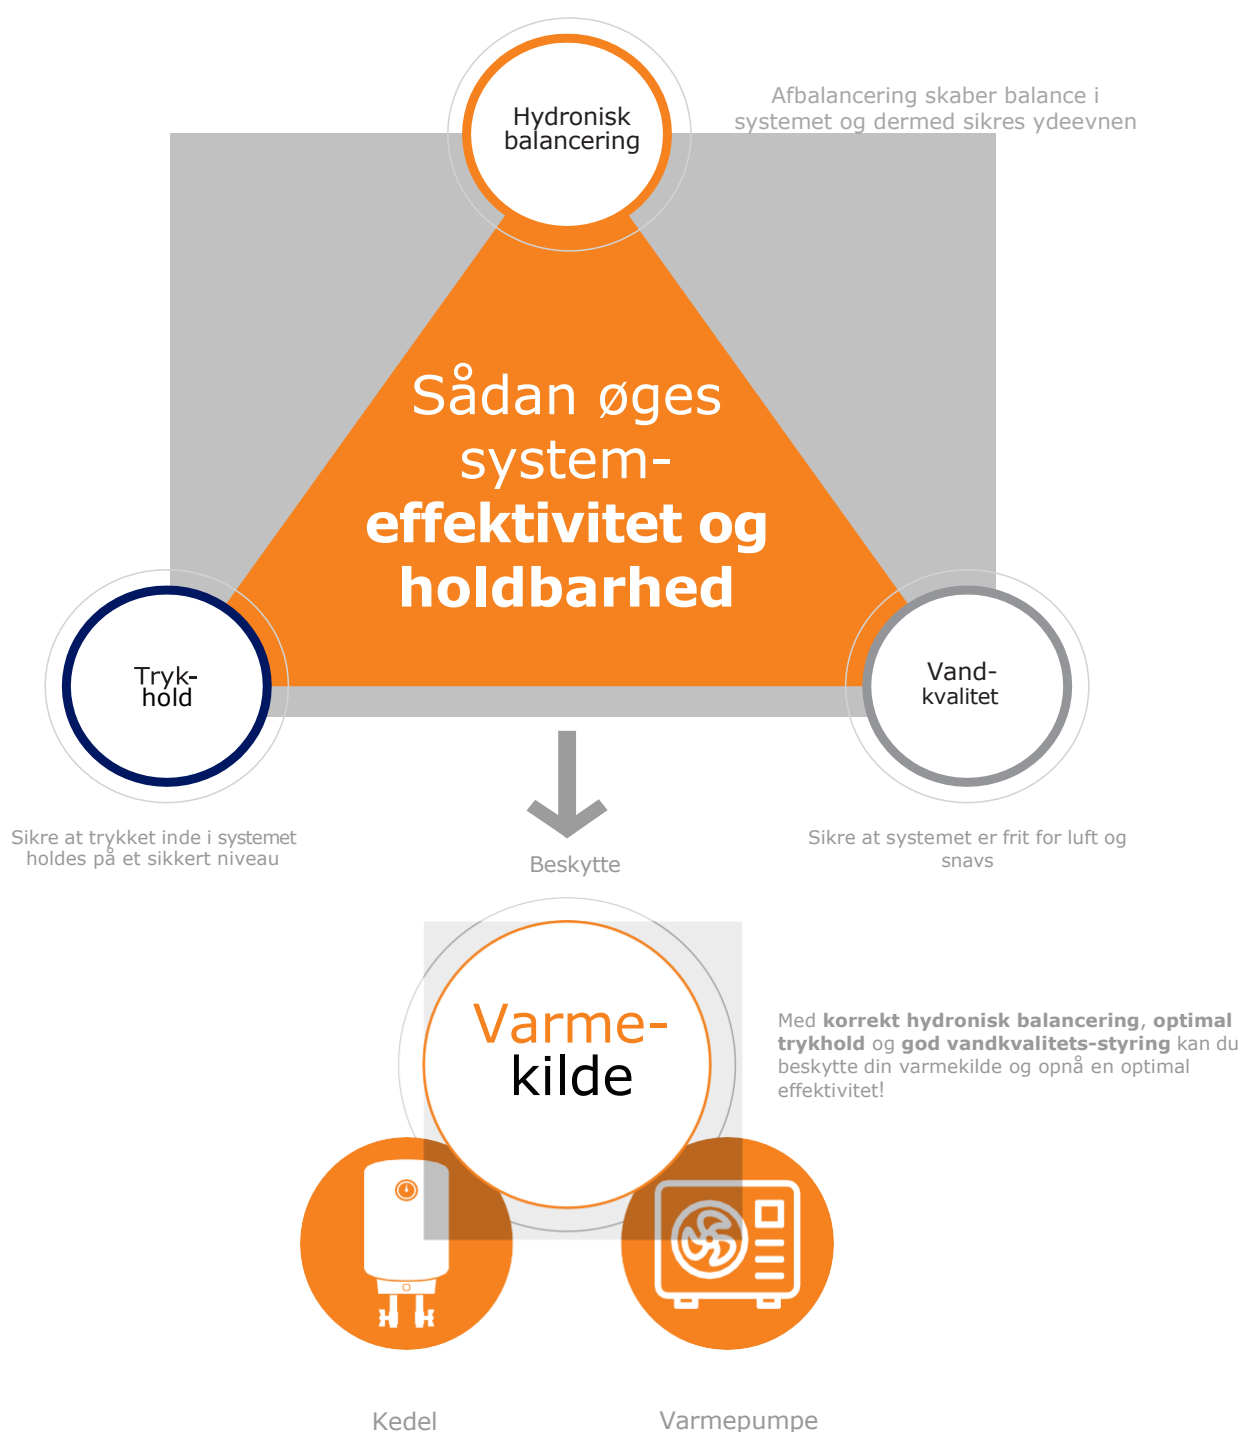 Hydronisk
balancering
Afbalancering skaber balance i
systemet og dermed sikres ydeevnen
Sådan øges
system-
effektivitet og
holdbarhed
Tryk-
hold
Vand-
kvalitet
Sikre at trykket inde i systemet
holdes på et sikkert niveau
Sikre at systemet er frit for luft og
snavs
Beskytte
Varme-
kilde
Med korrekt hydronisk balancering, optimal
trykhold og god vandkvalitets-styring kan du
beskytte din varmekilde og opnå en optimal
effektivitet!
Kedel
Varmepumpe